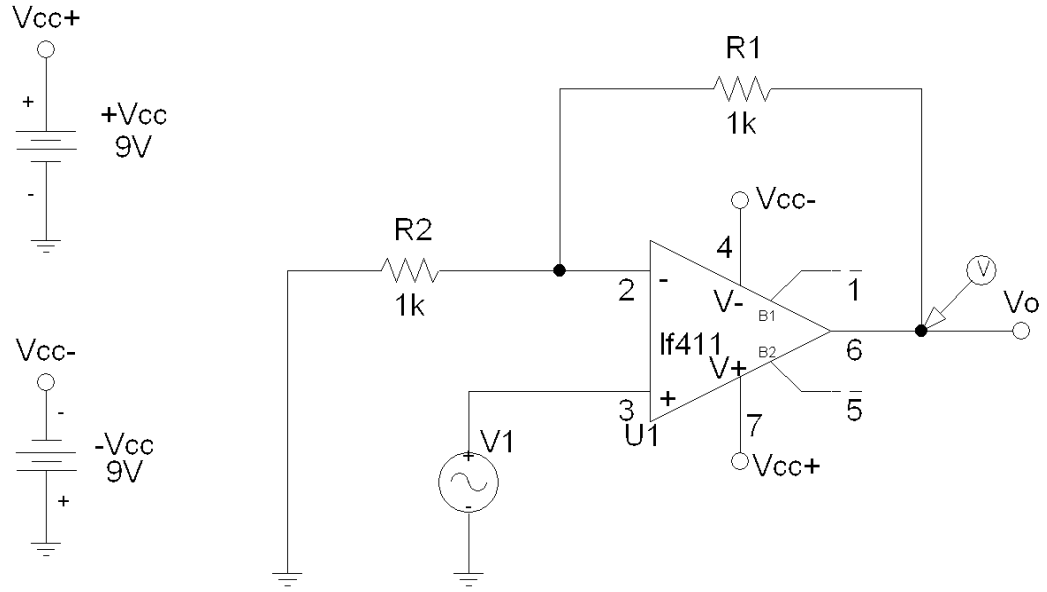 Vcc+
+
+Vcc
9V
-
Vcc-
-
-Vcc
9V
+
R1
1k
R2
1k
Vcc-
4
2
-
V-
B1
1
lf411
B2
V+
6
V
Vo
5
3
+
U1
7
Vcc+
V1
+
-